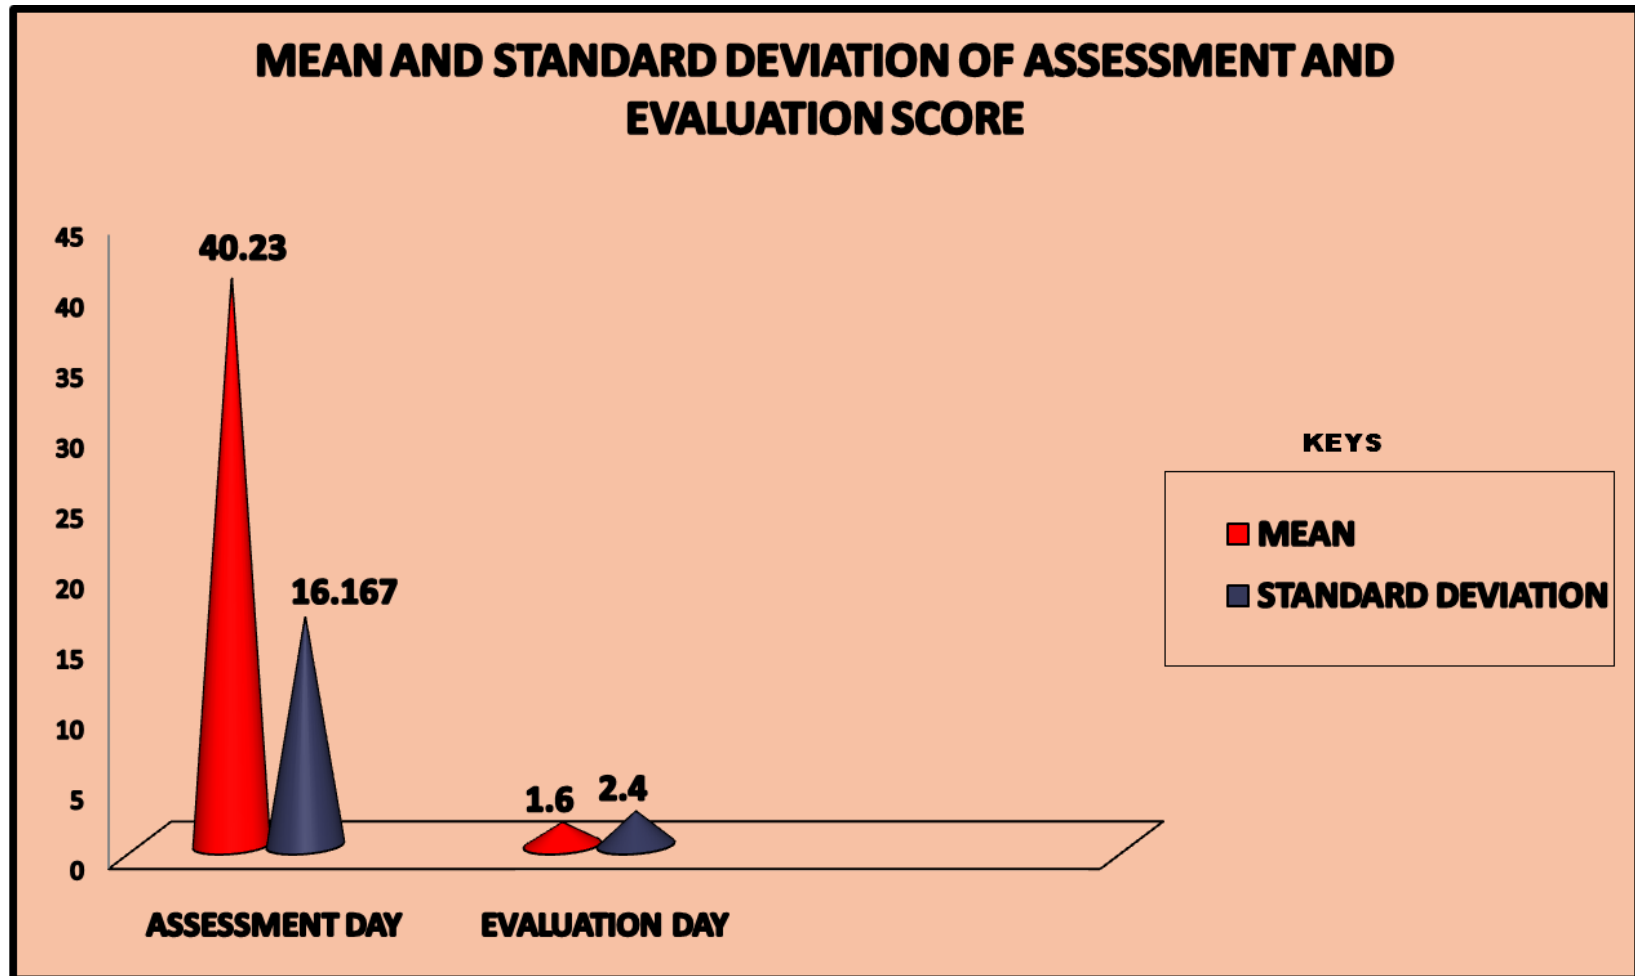 MEAN AND STANDARD DEVIATION OF ASSESSMENT AND
EVALUATION SCORE
45
40
35
30
25
20
15
10
5
0
40.23
16.167
1.6
2.4
ASSESSMENT DAY
EVALUATION DAY
KEYS
MEAN
STANDARD DEVIATION